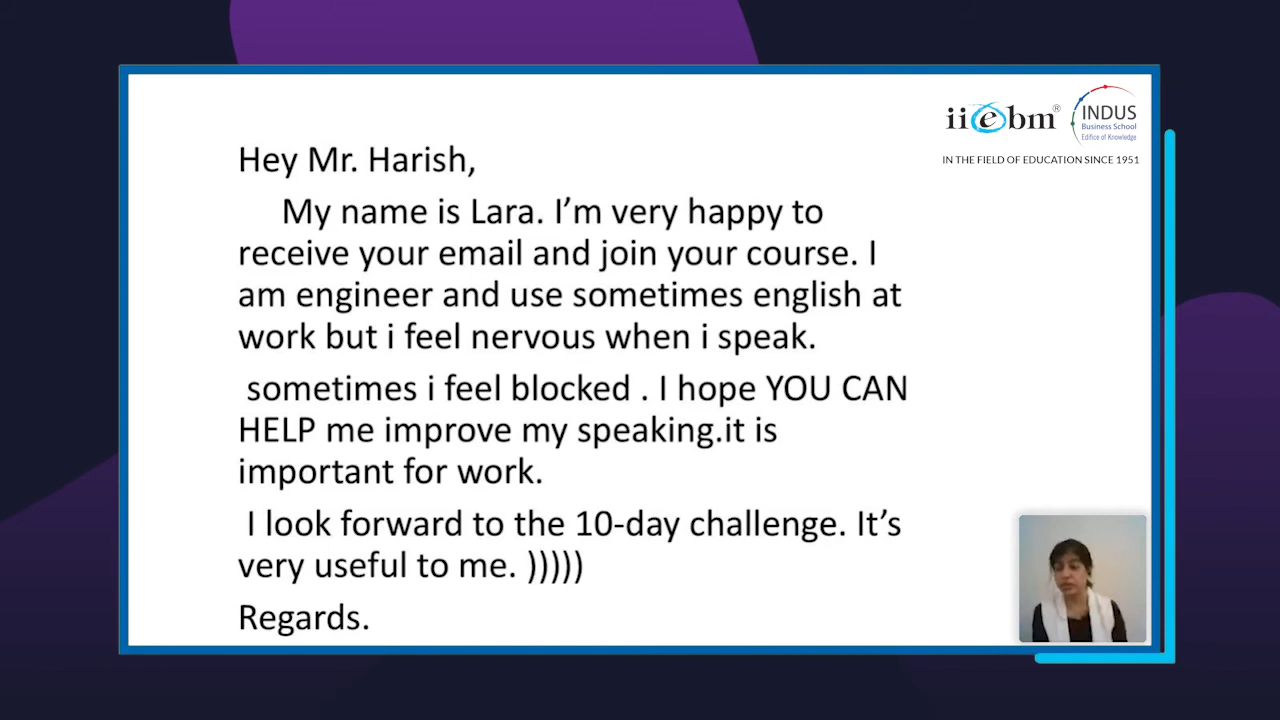 iiebm®
INDUS
Business School
Edifice of Knowledge
IN THE FIELD OF EDUCATION SINCE 1951
Hey Mr. Harish,
My name is Lara. I’m very happy to
receive your email and join your course. I
am engineer and use sometimes english at
work but i feel nervous when i speak.
sometimes i feel blocked . I hope YOU CAN
HELP me improve my speaking.it is
important for work.
I look forward to the 10-day challenge. It’s
very useful to me. )))))
Regards.